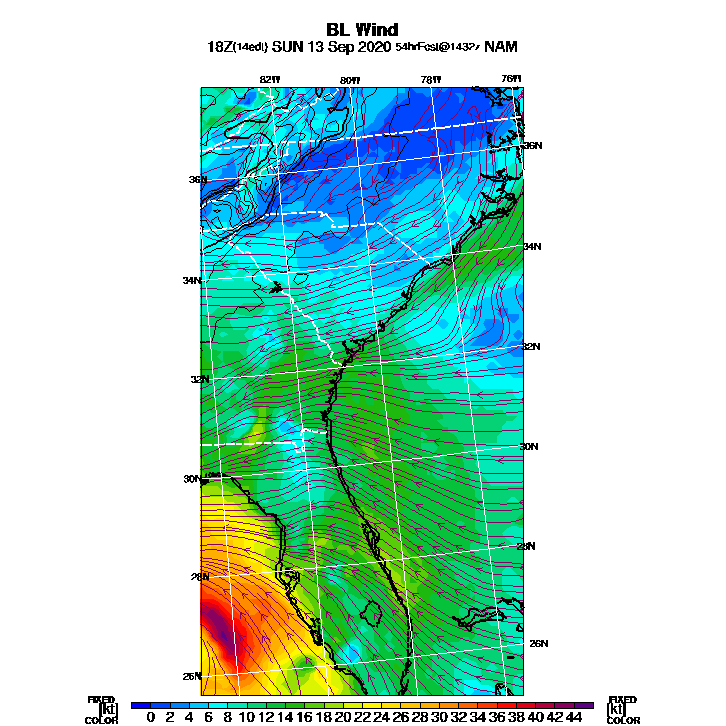 BL Wind
18Z(14edt) SUN 13 Sep 2020 54hrFcst@1432z NAM
82W 80W 78W 76W
36N
36N
34N
34N
32N
32N
30N
30N
28N
28N
26N
26N
FIXED FIXED
[kt] 0 2 4 6 8 10 12 14 16 18 20 22 24 26 28 30 32 34 36 38 40 42 44 [kt]
COLOR COLOR